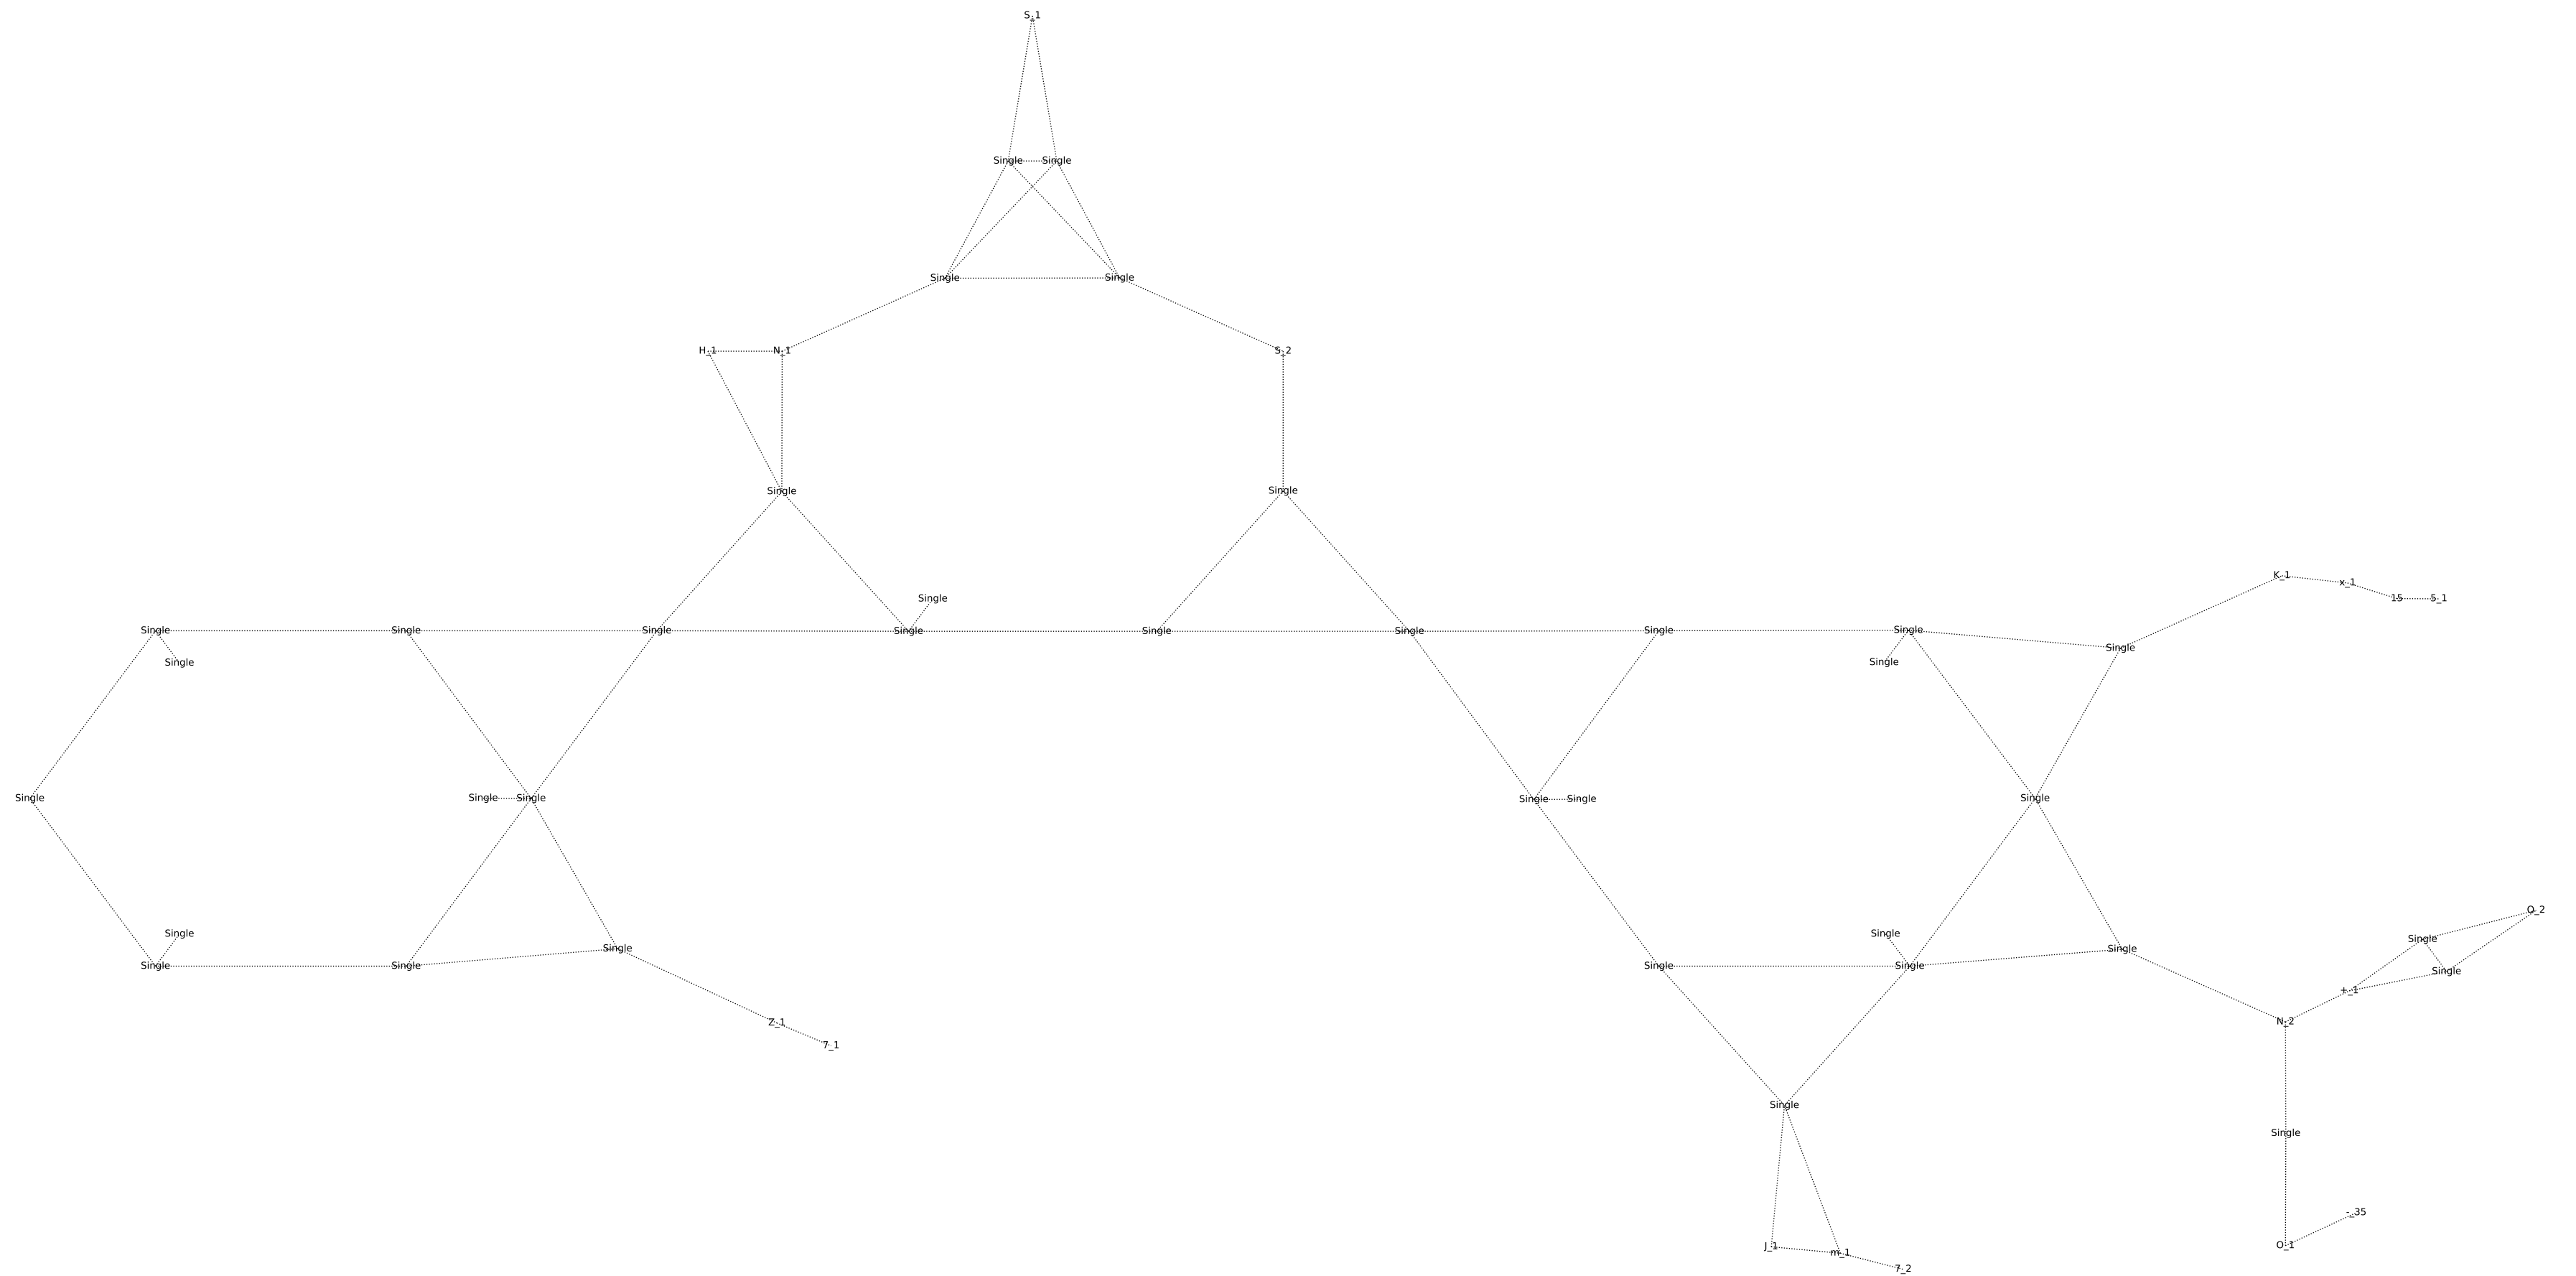 S_1
Single Single
Single Single
H_1 N_1 S_2
Single Single
K_1 x_1 15 5_1
Single
Single Single Single Single Single Single Single Single
Single
Single Single
Single Single Single Single Single Single
O_2
Single Single Single
Single Single
Single Single Single Single
Single
+_1
Z_1 N_2
7_1
Single
Single
-_35
J_1 m_1 O_1
7_2